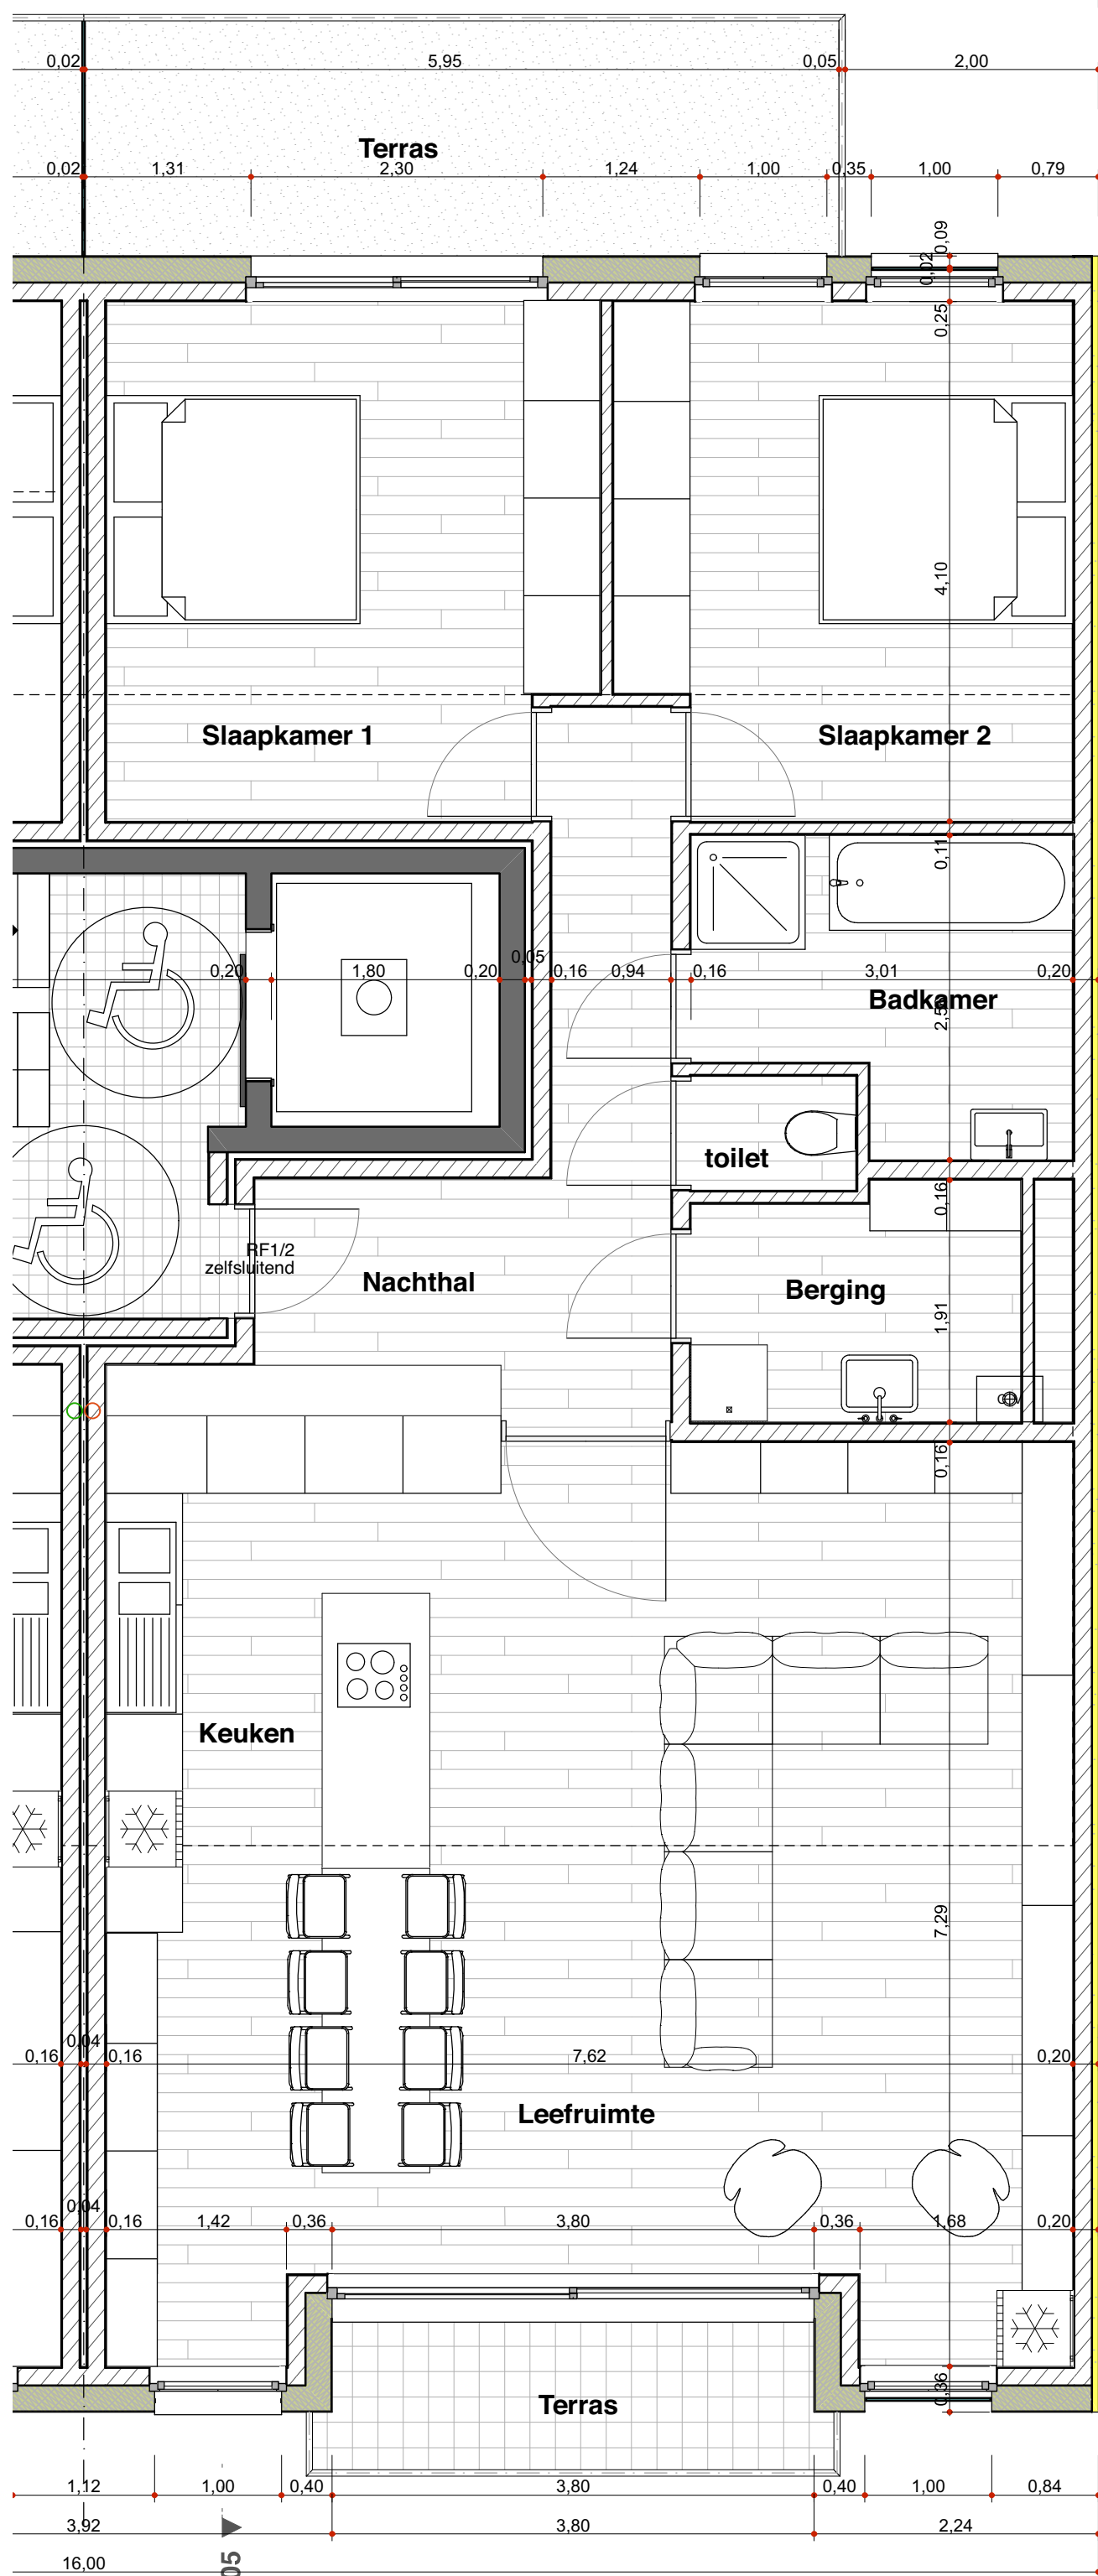 0,02 5,95 0,05 2,00
Terras
0,02 1,31 2,30 1,24 1,00 0,35 1,00 0,79
0,09
0,02
0,25
4,10
Slaapkamer 1
Slaapkamer 2
0,11
0,20 1,80 0,20 0,05 0,16 0,94 0,16 3,01 0,20
Badkamer
toilet
0,16
RF1/2
zelfsluitend
Nachthal
Berging
1,91
0,16
Keuken
7,29
0,16 0,04 0,16 7,62 0,20
Leefruimte
0,16 0,04 0,16 1,42 0,36 3,80 0,36 1,68 0,20
0,36
Terras
1,12 1,00 0,40 3,80 0,40 1,00 0,84
3,92 3,80 2,24
05
16,00